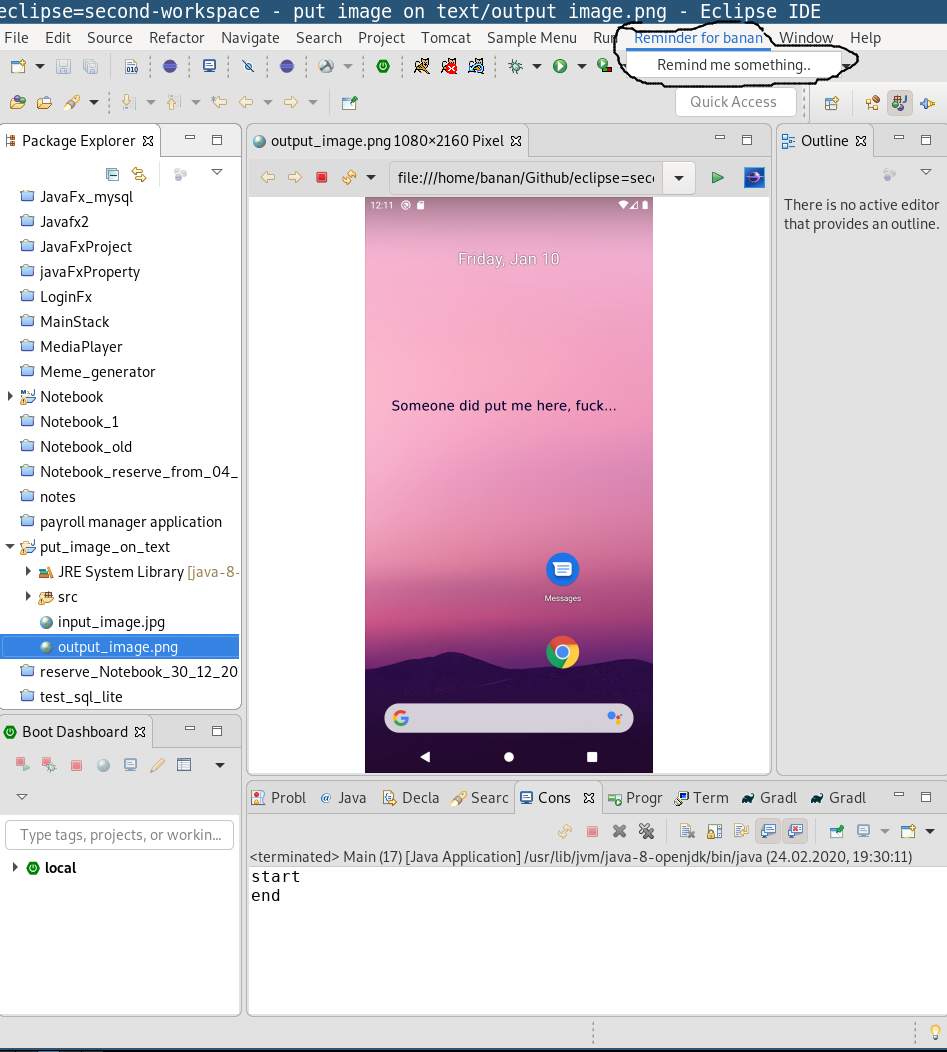 eclipse=second-workspace - put image on text/output image.png - Eclipse IDE
File Edit Source Refactor Navigate Search Project Tomcat Sample Menu Run Reminder for banan Window Help
Remind me something..
Quick Access
Package Explorer
JavaFx_mysql
Javafx2
JavaFxProject
javaFxProperty
LoginFx
MainStack
MediaPlayer
Meme_generator
Notebook
Notebook_1
Notebook_old
Notebook_reserve_from_04_
notes
payroll manager application
put_image_on_text
JRE System Library [java-8-
src
input_image.jpg
output_image.png
reserve_Notebook_30_12_20
test_sql_lite
output_image.png 1080×2160 Pixel
file:///home/banan/Github/eclipse=seco
12:11
Friday, Jan 10
Someone did put me here, fuck...
Messages
Outline
There is no active editor
that provides an outline.
Boot Dashboard
Type tags, projects, or workin...
local
Probl @ Java Decla Searc Cons Progr Term Gradl Gradl
<terminated> Main (17) [Java Application] /usr/lib/jvm/java-8-openjdk/bin/java (24.02.2020, 19:30:11)
start
end